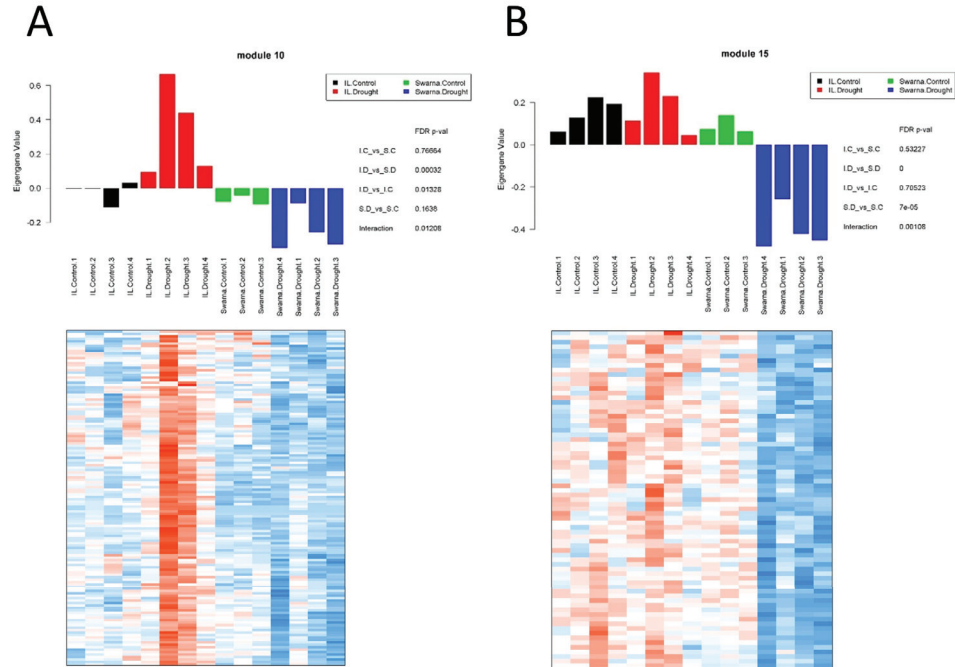 A
module 10
IL.Control
IL.Drought
Swarna.Control
Swarna.Drought
0.6
0.4
0.2
0.0
-0.2
Eigengene Value
FDR p-val
I.C_vs_S.C 0.76664
I.D_vs_S.D 0.00032
I.D_vs_I.C 0.01328
S.D_vs_S.C 0.1638
Interaction 0.01208
IL.Control.1
IL.Control.2
IL.Control.3
IL.Control.4
IL.Drought.1
IL.Drought.2
IL.Drought.3
IL.Drought.4
Swarna.Control.1
Swarna.Control.2
Swarna.Control.3
Swarna.Drought.4
Swarna.Drought.1
Swarna.Drought.2
Swarna.Drought.3
B
module 15
IL.Control
IL.Drought
Swarna.Control
Swarna.Drought
0.2
0.0
-0.2
-0.4
Eigengene Value
FDR p-val
I.C_vs_S.C 0.53227
I.D_vs_S.D 0
I.D_vs_I.C 0.70523
S.D_vs_S.C 7e-05
Interaction 0.00108
IL.Control.1
IL.Control.2
IL.Control.3
IL.Control.4
IL.Drought.1
IL.Drought.2
IL.Drought.3
IL.Drought.4
Swarna.Control.1
Swarna.Control.2
Swarna.Control.3
Swarna.Drought.4
Swarna.Drought.1
Swarna.Drought.2
Swarna.Drought.3